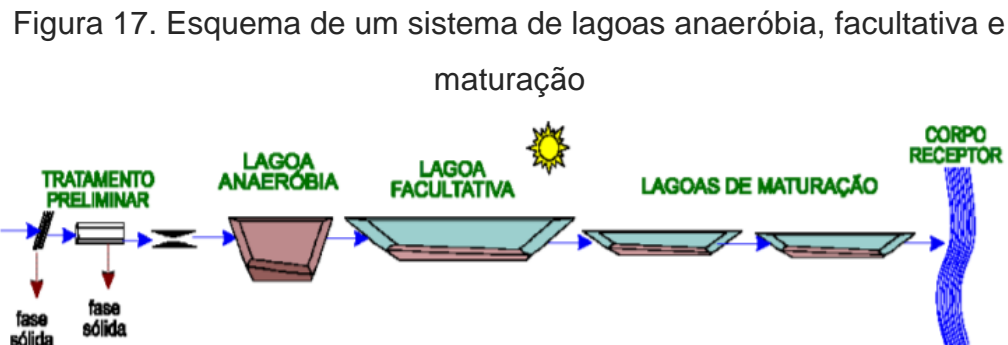 Figura 17. Esquema de um sistema de lagoas anaeróbia, facultativa e
maturação
TRATAMENTO
PRELIMINAR
LAGOA
ANAERÓBIA
LAGOA
FACULTATIVA
LAGOAS DE MATURAÇÃO
CORPO
RECEPTOR
fase
sólida
fase
sólida